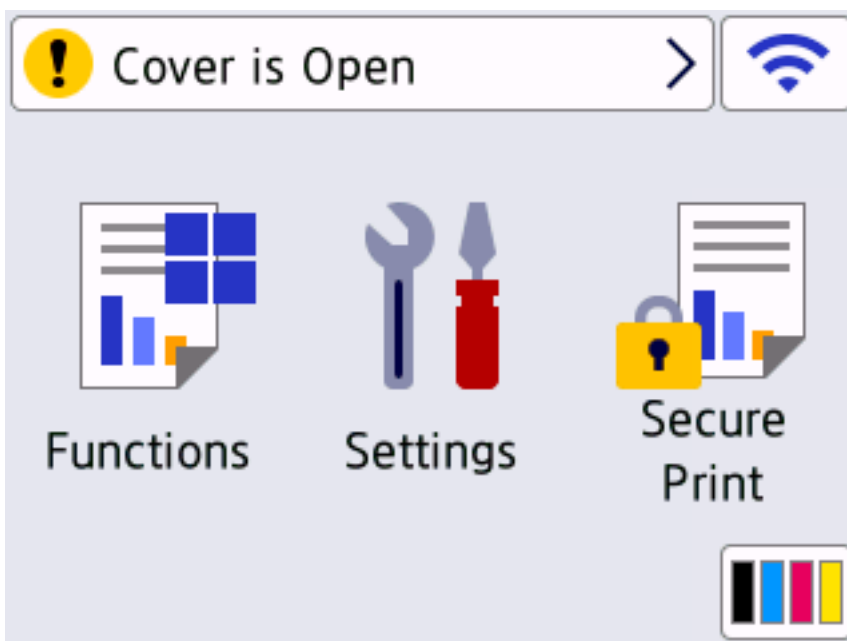 Cover is Open
Functions
Settings
Secure
Print